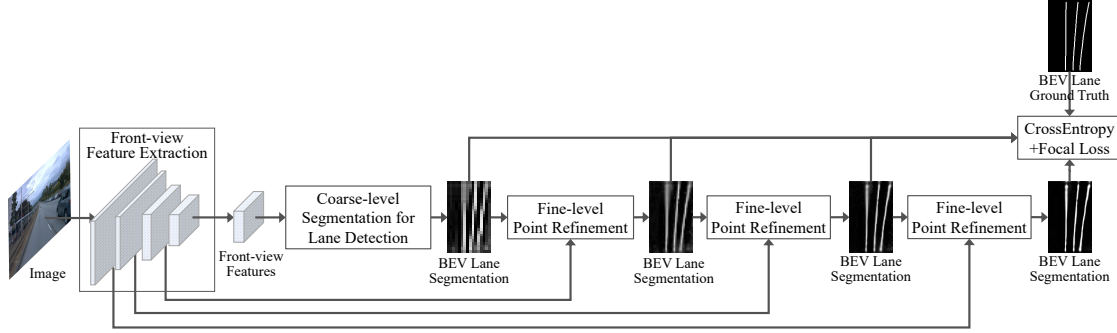 BEV Lane
Ground Truth
CrossEntropy
+Focal Loss
Front-view
Feature Extraction
Image
Front-view
Features
Coarse-level
Segmentation for
Lane Detection
BEV Lane
Segmentation
Fine-level
Point Refinement
BEV Lane
Segmentation
Fine-level
Point Refinement
BEV Lane
Segmentation
Fine-level
Point Refinement
BEV Lane
Segmentation